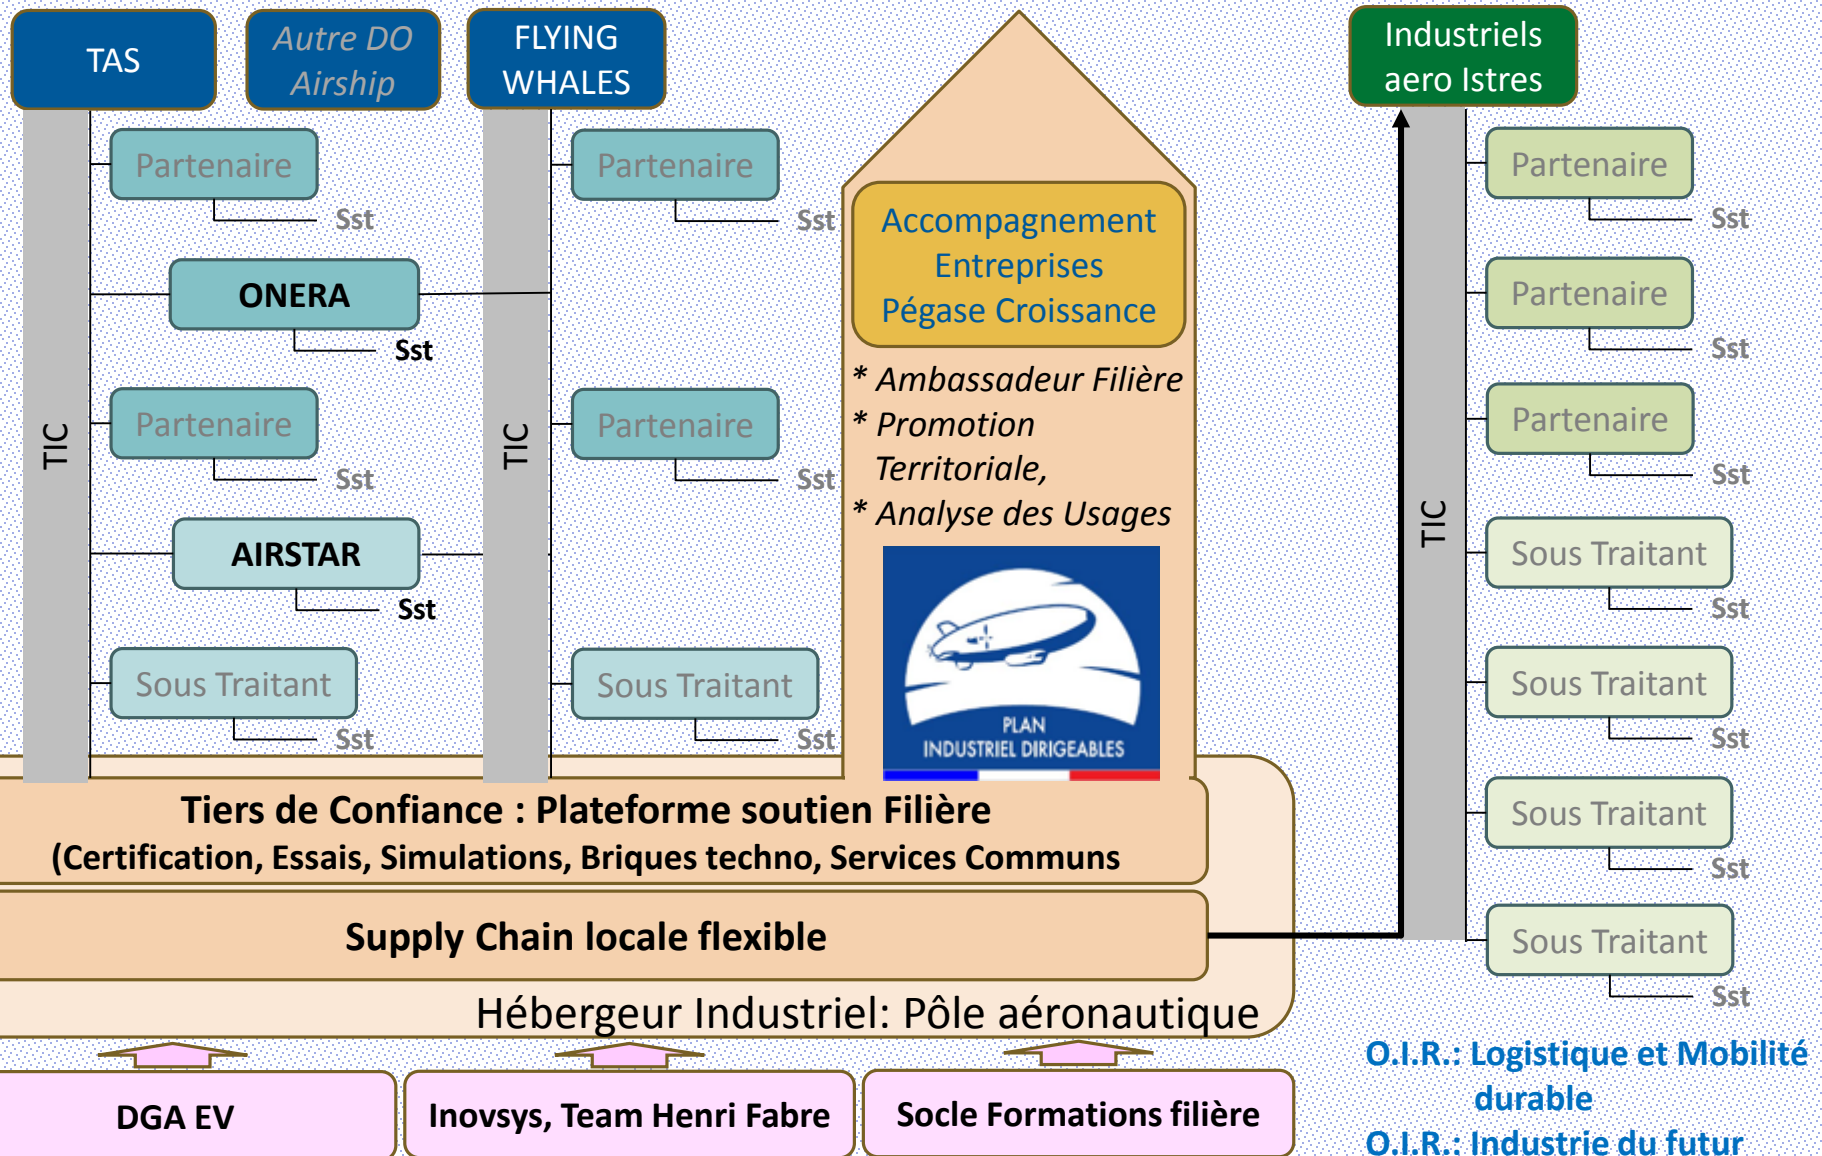 TAS
Autre DO
Airship
FLYING
WHALES
Industriels
aero Istres
TIC
Partenaire
Sst
ONERA
Sst
Partenaire
Sst
AIRSTAR
Sst
Sous Traitant
Sst
TIC
Partenaire
Sst
Partenaire
Sst
Sous Traitant
Sst
Accompagnement
Entreprises
Pégase Croissance
* Ambassadeur Filière
* Promotion
Territoriale,
* Analyse des Usages
PLAN
INDUSTRIEL DIRIGEABLES
TIC
Partenaire
Sst
Partenaire
Sst
Partenaire
Sst
Sous Traitant
Sst
Sous Traitant
Sst
Sous Traitant
Sst
Sous Traitant
Sst
Tiers de Confiance : Plateforme soutien Filière
(Certification, Essais, Simulations, Briques techno, Services Communs
Supply Chain locale flexible
Hébergeur Industriel: Pôle aéronautique
DGA EV
Inovsys, Team Henri Fabre
Socle Formations filière
O.I.R.: Logistique et Mobilité
durable
O.I.R.: Industrie du futur